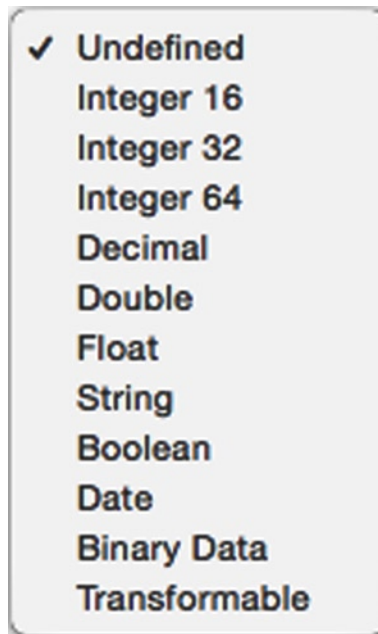 ✓ Undefined
Integer 16
Integer 32
Integer 64
Decimal
Double
Float
String
Boolean
Date
Binary Data
Transformable